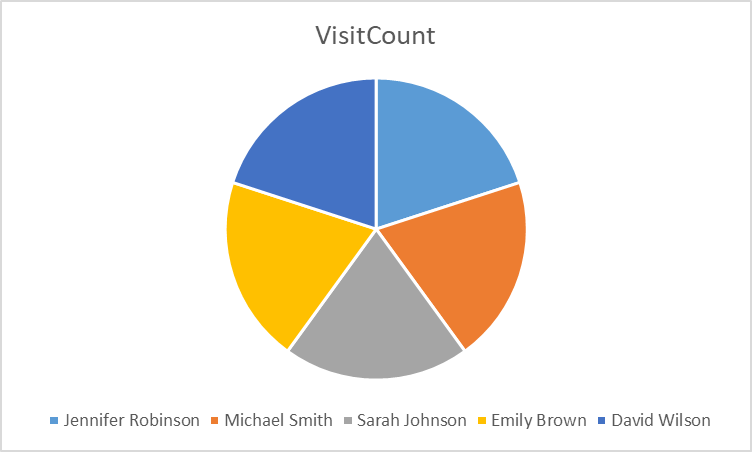 VisitCount
Jennifer Robinson Michael Smith Sarah Johnson Emily Brown David Wilson